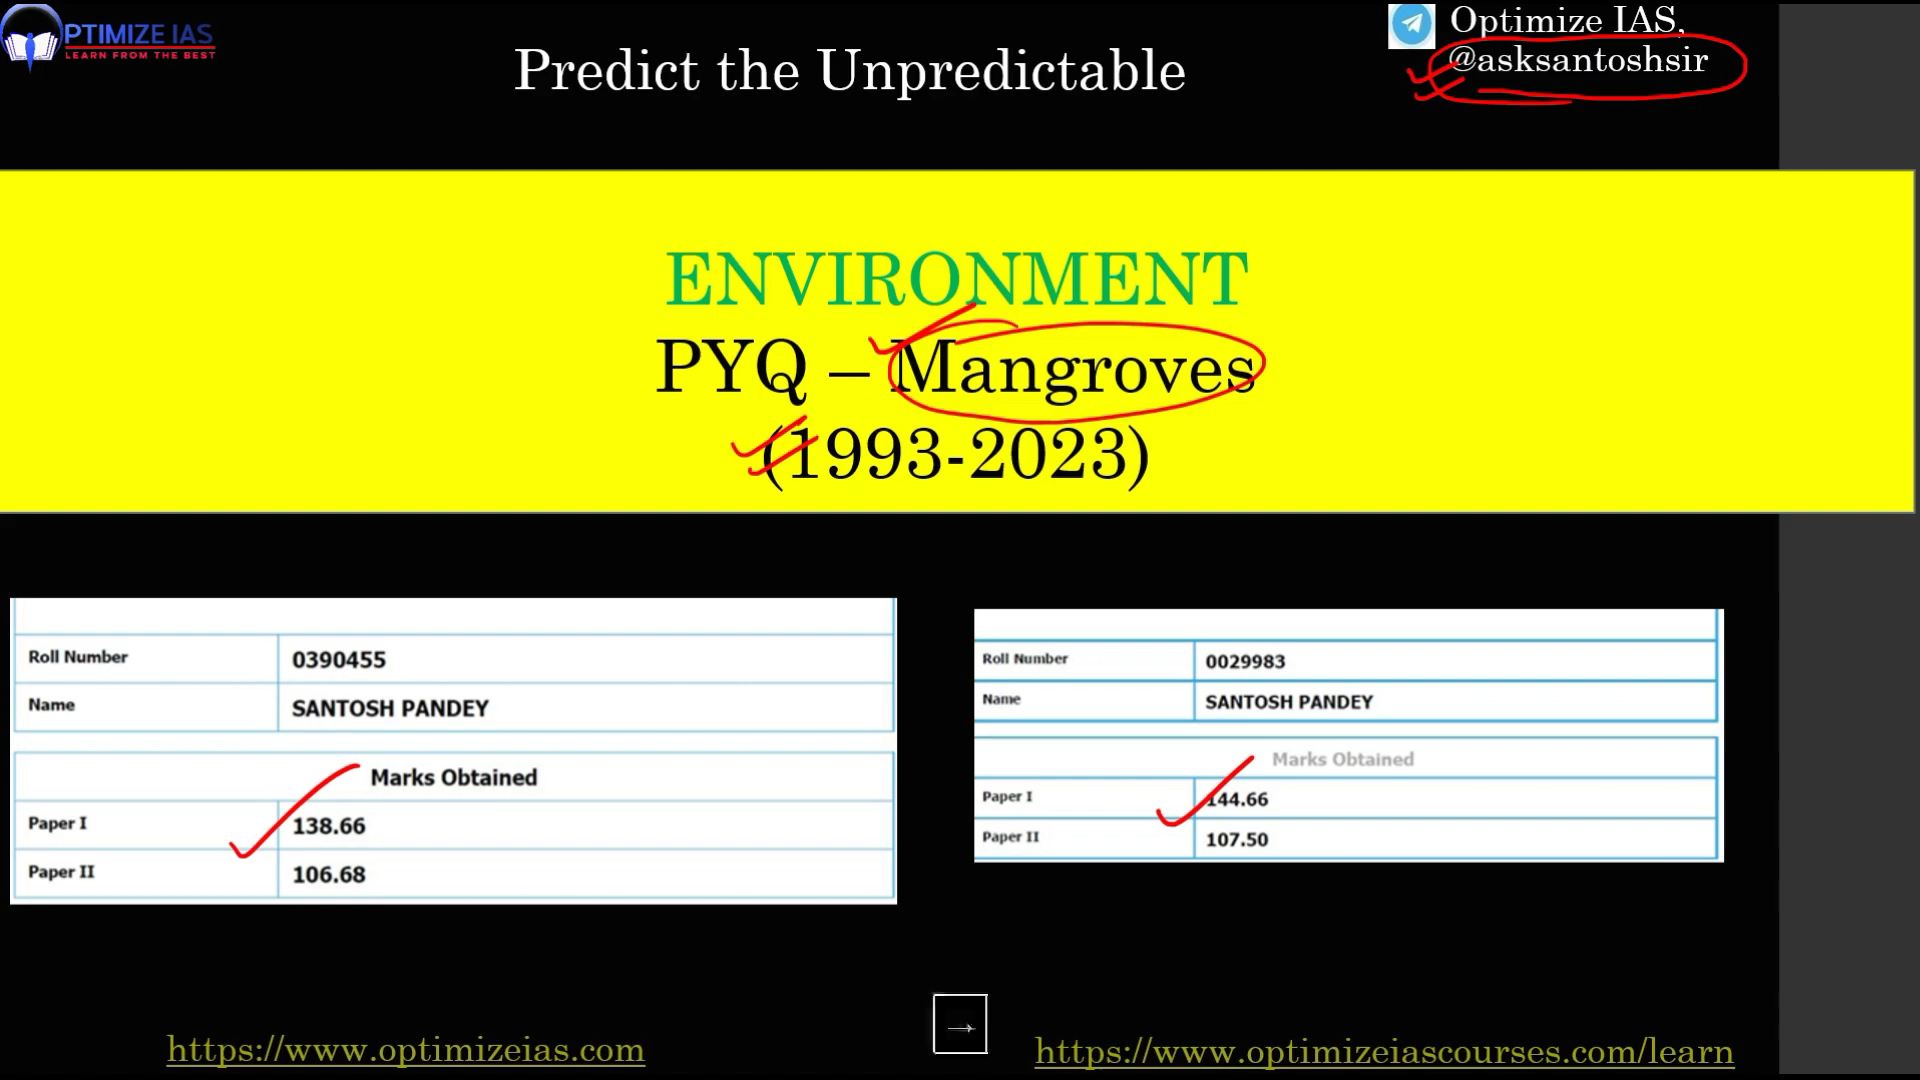 PTIMIZE IAS
LEARN FROM THE BEST
Predict the Unpredictable
Optimize IAS,
@asksantoshsir
ENVIRONMENT
PYQ – Mangroves
(1993-2023)
Roll Number 0390455
Name SANTOSH PANDEY
Marks Obtained
Paper I 138.66
Paper II 106.68
Roll Number 0029983
Name SANTOSH PANDEY
Marks Obtained
Paper I 144.66
Paper II 107.50
→
https://www.optimizeias.com
https://www.optimizeiascourses.com/learn